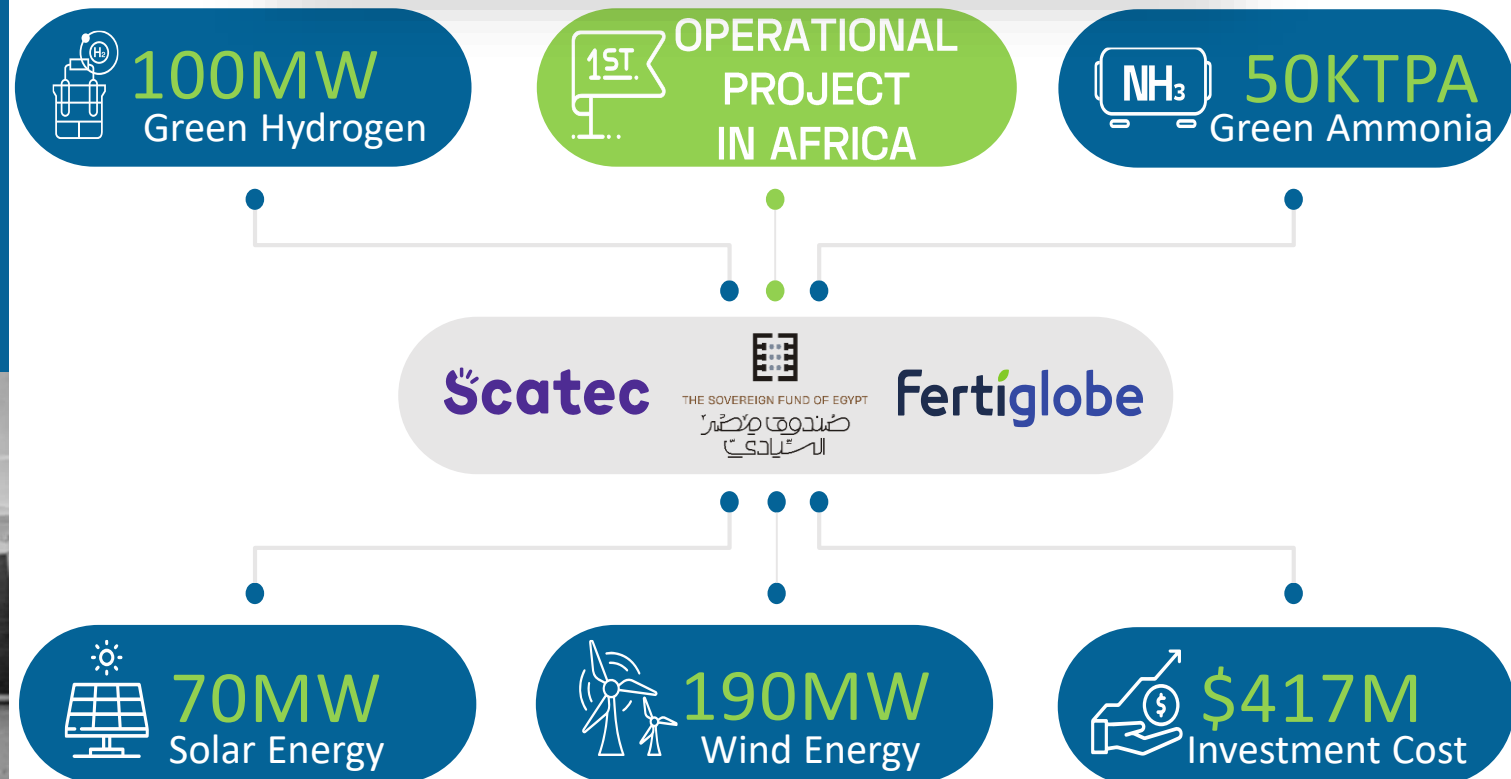 H₂
100MW
Green Hydrogen
1ST
OPERATIONAL
PROJECT
IN AFRICA
NH₃
50KTPA
Green Ammonia
Scatec
THE SOVEREIGN FUND OF EGYPT
صندوق مصر
السيادي
Fertiglobe
70MW
Solar Energy
190MW
Wind Energy
$
$417M
Investment Cost